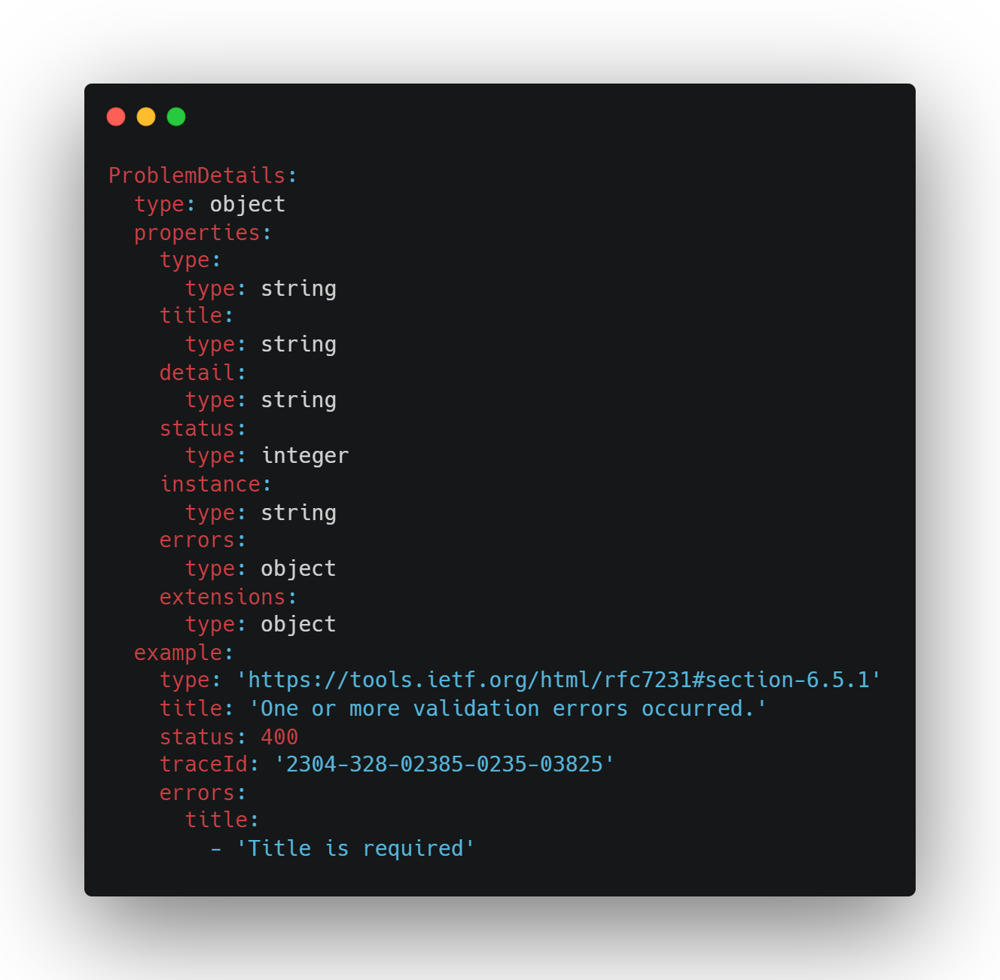 ProblemDetails:
  type: object
  properties:
    type:
      type: string
    title:
      type: string
    detail:
      type: string
    status:
      type: integer
    instance:
      type: string
    errors:
      type: object
    extensions:
      type: object
  example:
    type: 'https://tools.ietf.org/html/rfc7231#section-6.5.1'
    title: 'One or more validation errors occurred.'
    status: 400
    traceId: '2304-328-02385-0235-03825'
    errors:
      title:
        - 'Title is required'